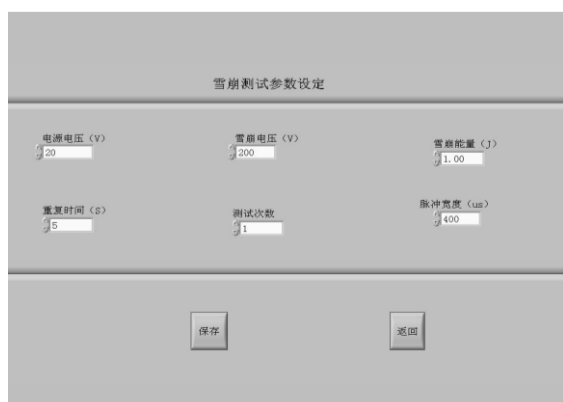 雪崩测试参数设定
电源电压（V）
20
雪崩电压（V）
200
雪崩能量（J）
1.00
重复时间（S）
5
测试次数
1
脉冲宽度（us）
400
保存
返回